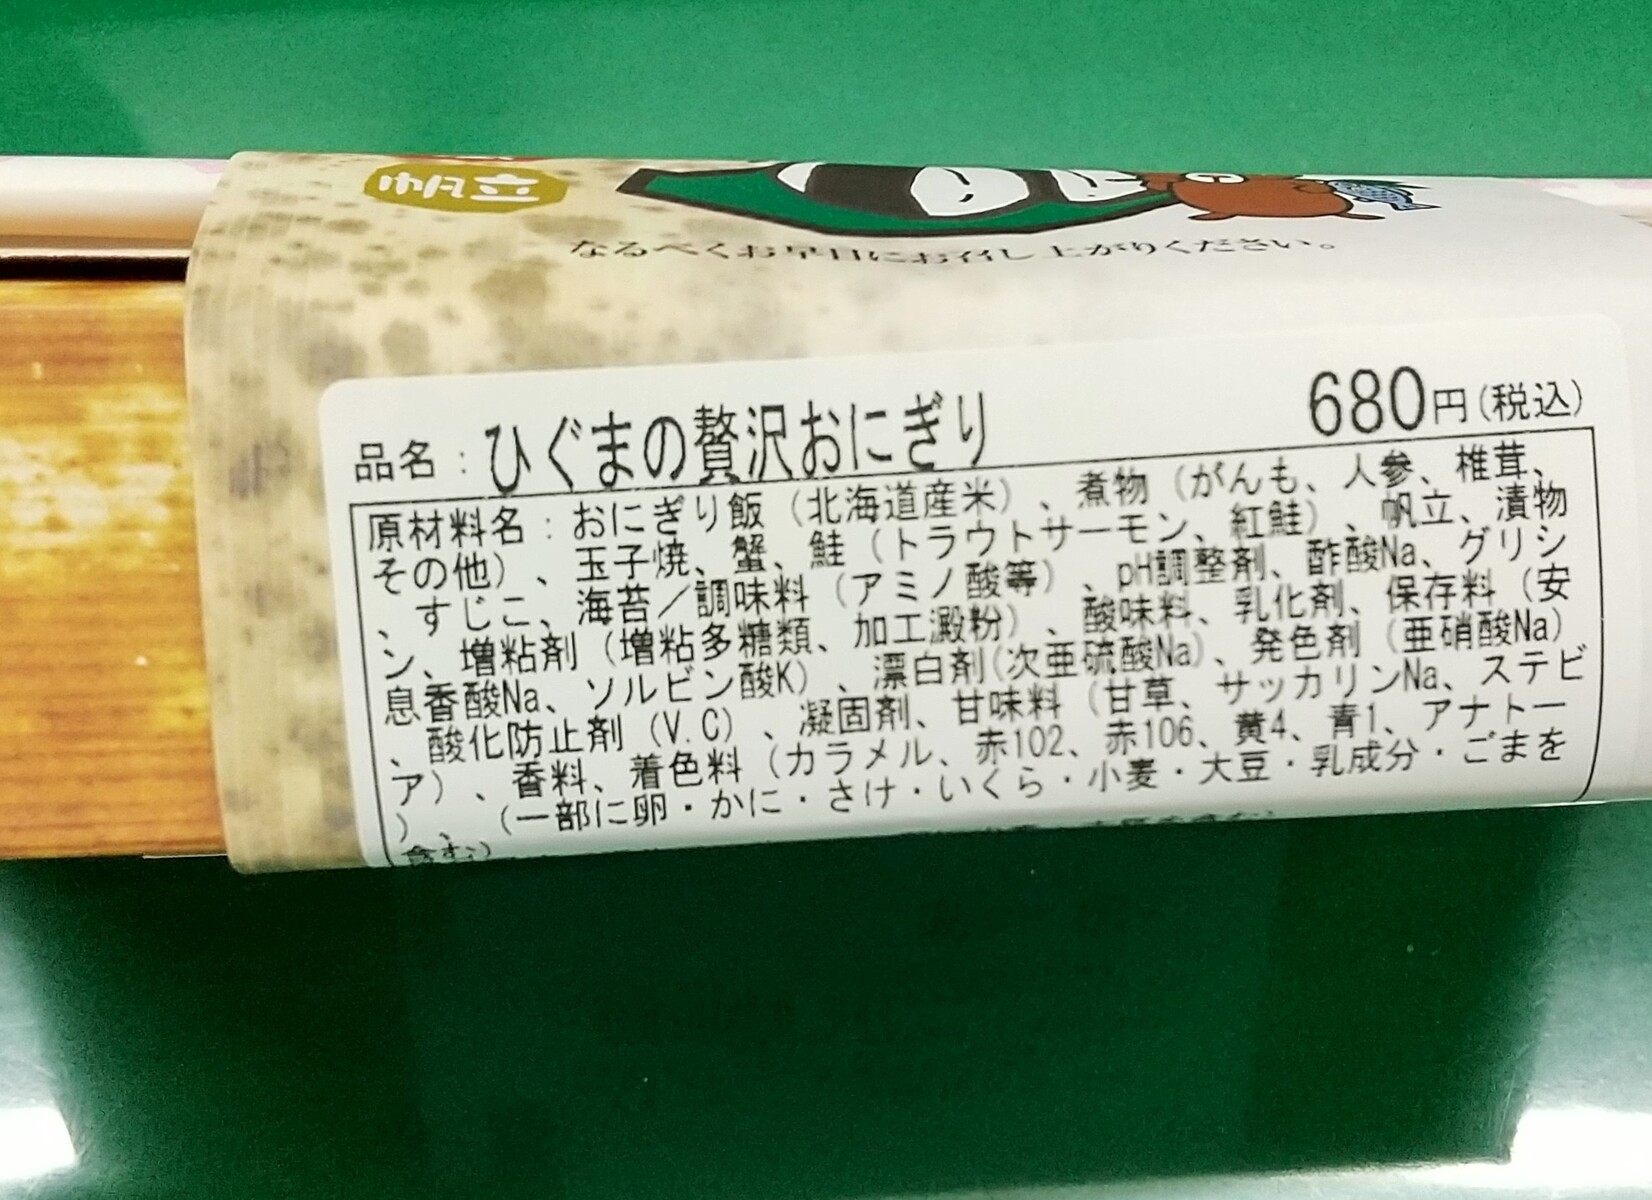 帆立
なるべくお早目にお召し上がりください。
品名：ひぐまの贅沢おにぎり 680円(税込)
原材料名：おにぎり飯（北海道産米）、煮物（がんも、人参、椎茸、
その他）、玉子焼、蟹、鮭（トラウトサーモン、紅鮭）、帆立、漬物
、すじこ、海苔／調味料（アミノ酸等）、pH調整剤、酢酸Na、グリシ
ン、増粘剤（増粘多糖類、加工澱粉）、酸味料、乳化剤、保存料（安
息香酸Na、ソルビン酸K）、漂白剤(次亜硫酸Na)、発色剤（亜硝酸Na）
、酸化防止剤（V.C）、凝固剤、甘味料（甘草、サッカリンNa、ステビ
ア）、香料、着色料（カラメル、赤102、赤106、黄4、青1、アナトー
）、（一部に卵・かに・さけ・いくら・小麦・大豆・乳成分・ごまを
含む）